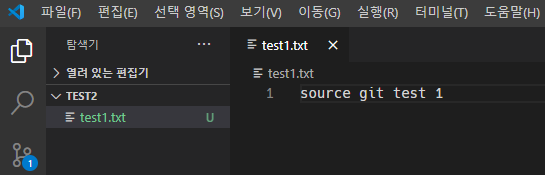 파일(F) 편집(E) 선택 영역(S) 보기(V) 이동(G) 실행(R) 터미널(T) 도움말(H)
탐색기 ···
열려 있는 편집기
TEST2
test1.txt U
1
test1.txt
test1.txt
1 source git test 1